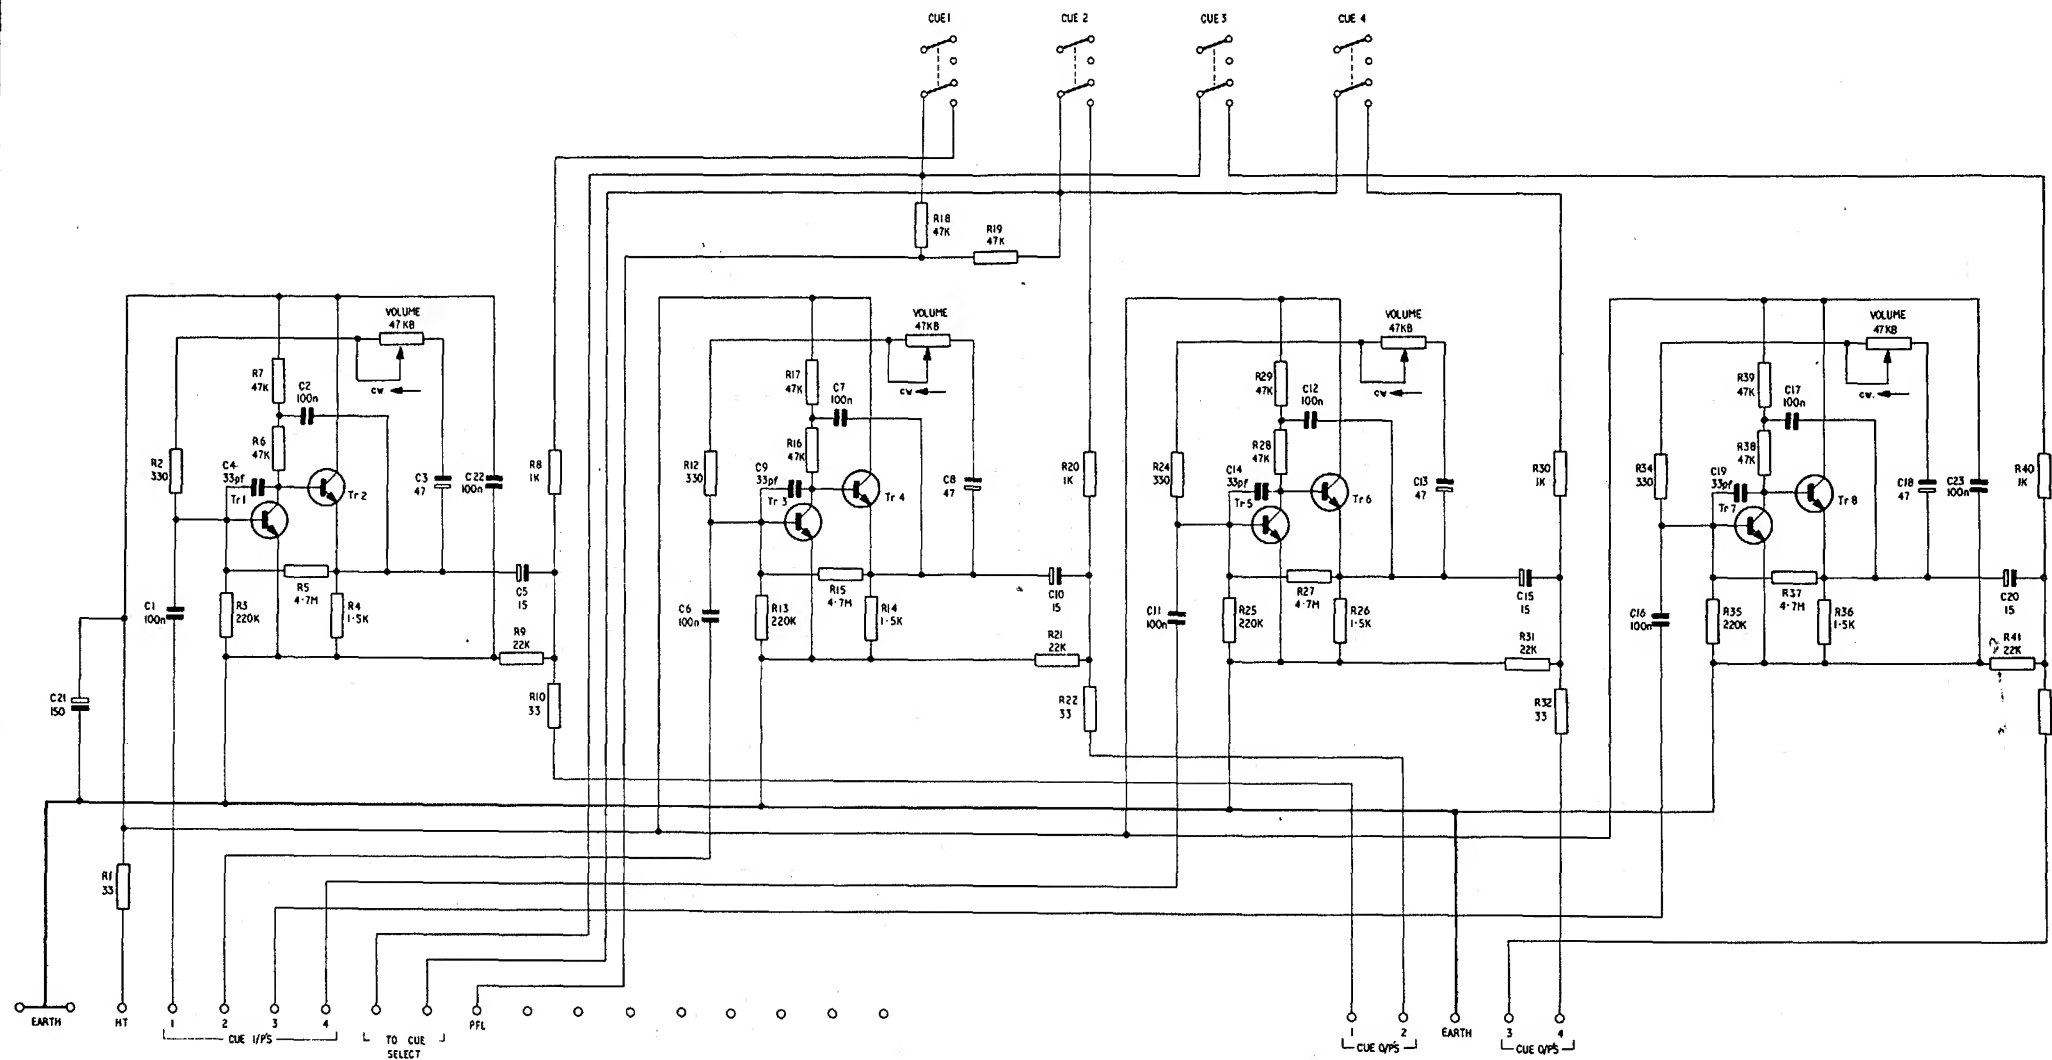 CUE 1
CUE 2
CUE 3
CUE 4
R18
47K
R19
47K
VOLUME
47KB
CW
R7
47K
C2
100n
R6
47K
R2
330
C4
33pf
Tr 1
Tr 2
C3
47
C22
100n
R8
1K
C1
100n
R3
220K
R5
4·7M
R4
1·5K
C5
15
R9
22K
R10
33
C21
150
R1
33
VOLUME
47KB
CW
R17
47K
C7
100n
R16
47K
R12
330
C9
33pf
Tr 3
Tr 4
C8
47
R20
1K
C6
100n
R13
220K
R15
4·7M
R14
1·5K
C10
15
R21
22K
R22
33
VOLUME
47KB
CW
R29
47K
C12
100n
R28
47K
R24
330
C14
33pf
Tr 5
Tr 6
C13
47
R30
1K
C11
100n
R25
220K
R27
4·7M
R26
1·5K
C15
15
R31
22K
R32
33
VOLUME
47KB
CW.
R39
47K
C17
100n
R38
47K
R34
330
C19
33pf
Tr 7
Tr 8
C18
47
C23
100n
R40
1K
C16
100n
R35
220K
R37
4·7M
R36
1·5K
C20
15
R41
22K
EARTH
HT
1
2
3
4
CUE I/P'S
TO CUE
SELECT
PFL
1
2
CUE O/P'S
EARTH
3
4
CUE O/P'S